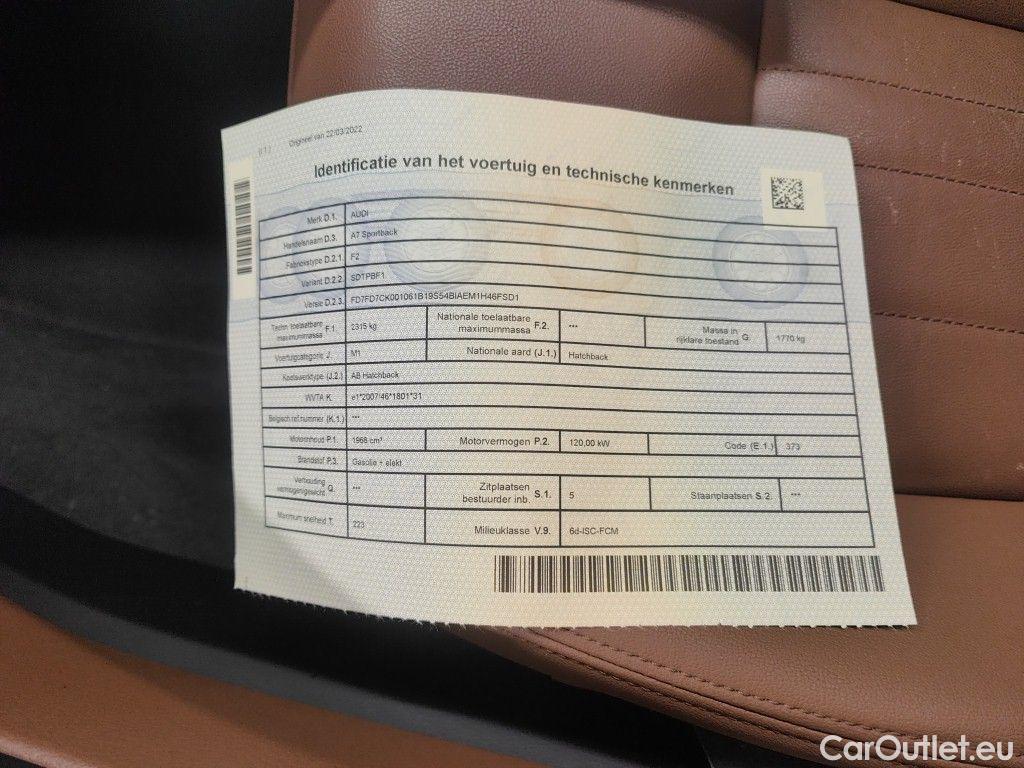 (1) Origineel van 22/03/2022
Identificatie van het voertuig en technische kenmerken
Merk D.1. AUDI
Handelsnaam D.3. A7 Sportback
Fabriekstype D.2.1. F2
Variant D.2.2. SDTPBF1
Versie D.2.3. FD7FD7CK001061B19S54BIAEM1H46FSD1
Techn. toelaatbare maximummassa F.1. 2315 kg Nationale toelaatbare maximummassa F.2. --- Massa in rijklare toestand G. 1770 kg
Voertuigcategorie J. M1 Nationale aard (J.1.) Hatchback
Koetswerktype (J.2.) AB Hatchback
WVTA K. e1*2007/46*1801*31
Belgisch ref.nummer (K.1.) ---
Motorinhoud P.1. 1968 cm³ Motorvermogen P.2. 120,00 kW Code (E.1.) 373
Brandstof P.3. Gasolie + elekt
Verhouding vermogen/gewicht Q. --- Zitplaatsen bestuurder inb. S.1. 5 Staanplaatsen S.2. ---
Maximum snelheid T. 223 Milieuklasse V.9. 6d-ISC-FCM
CarOutlet.eu